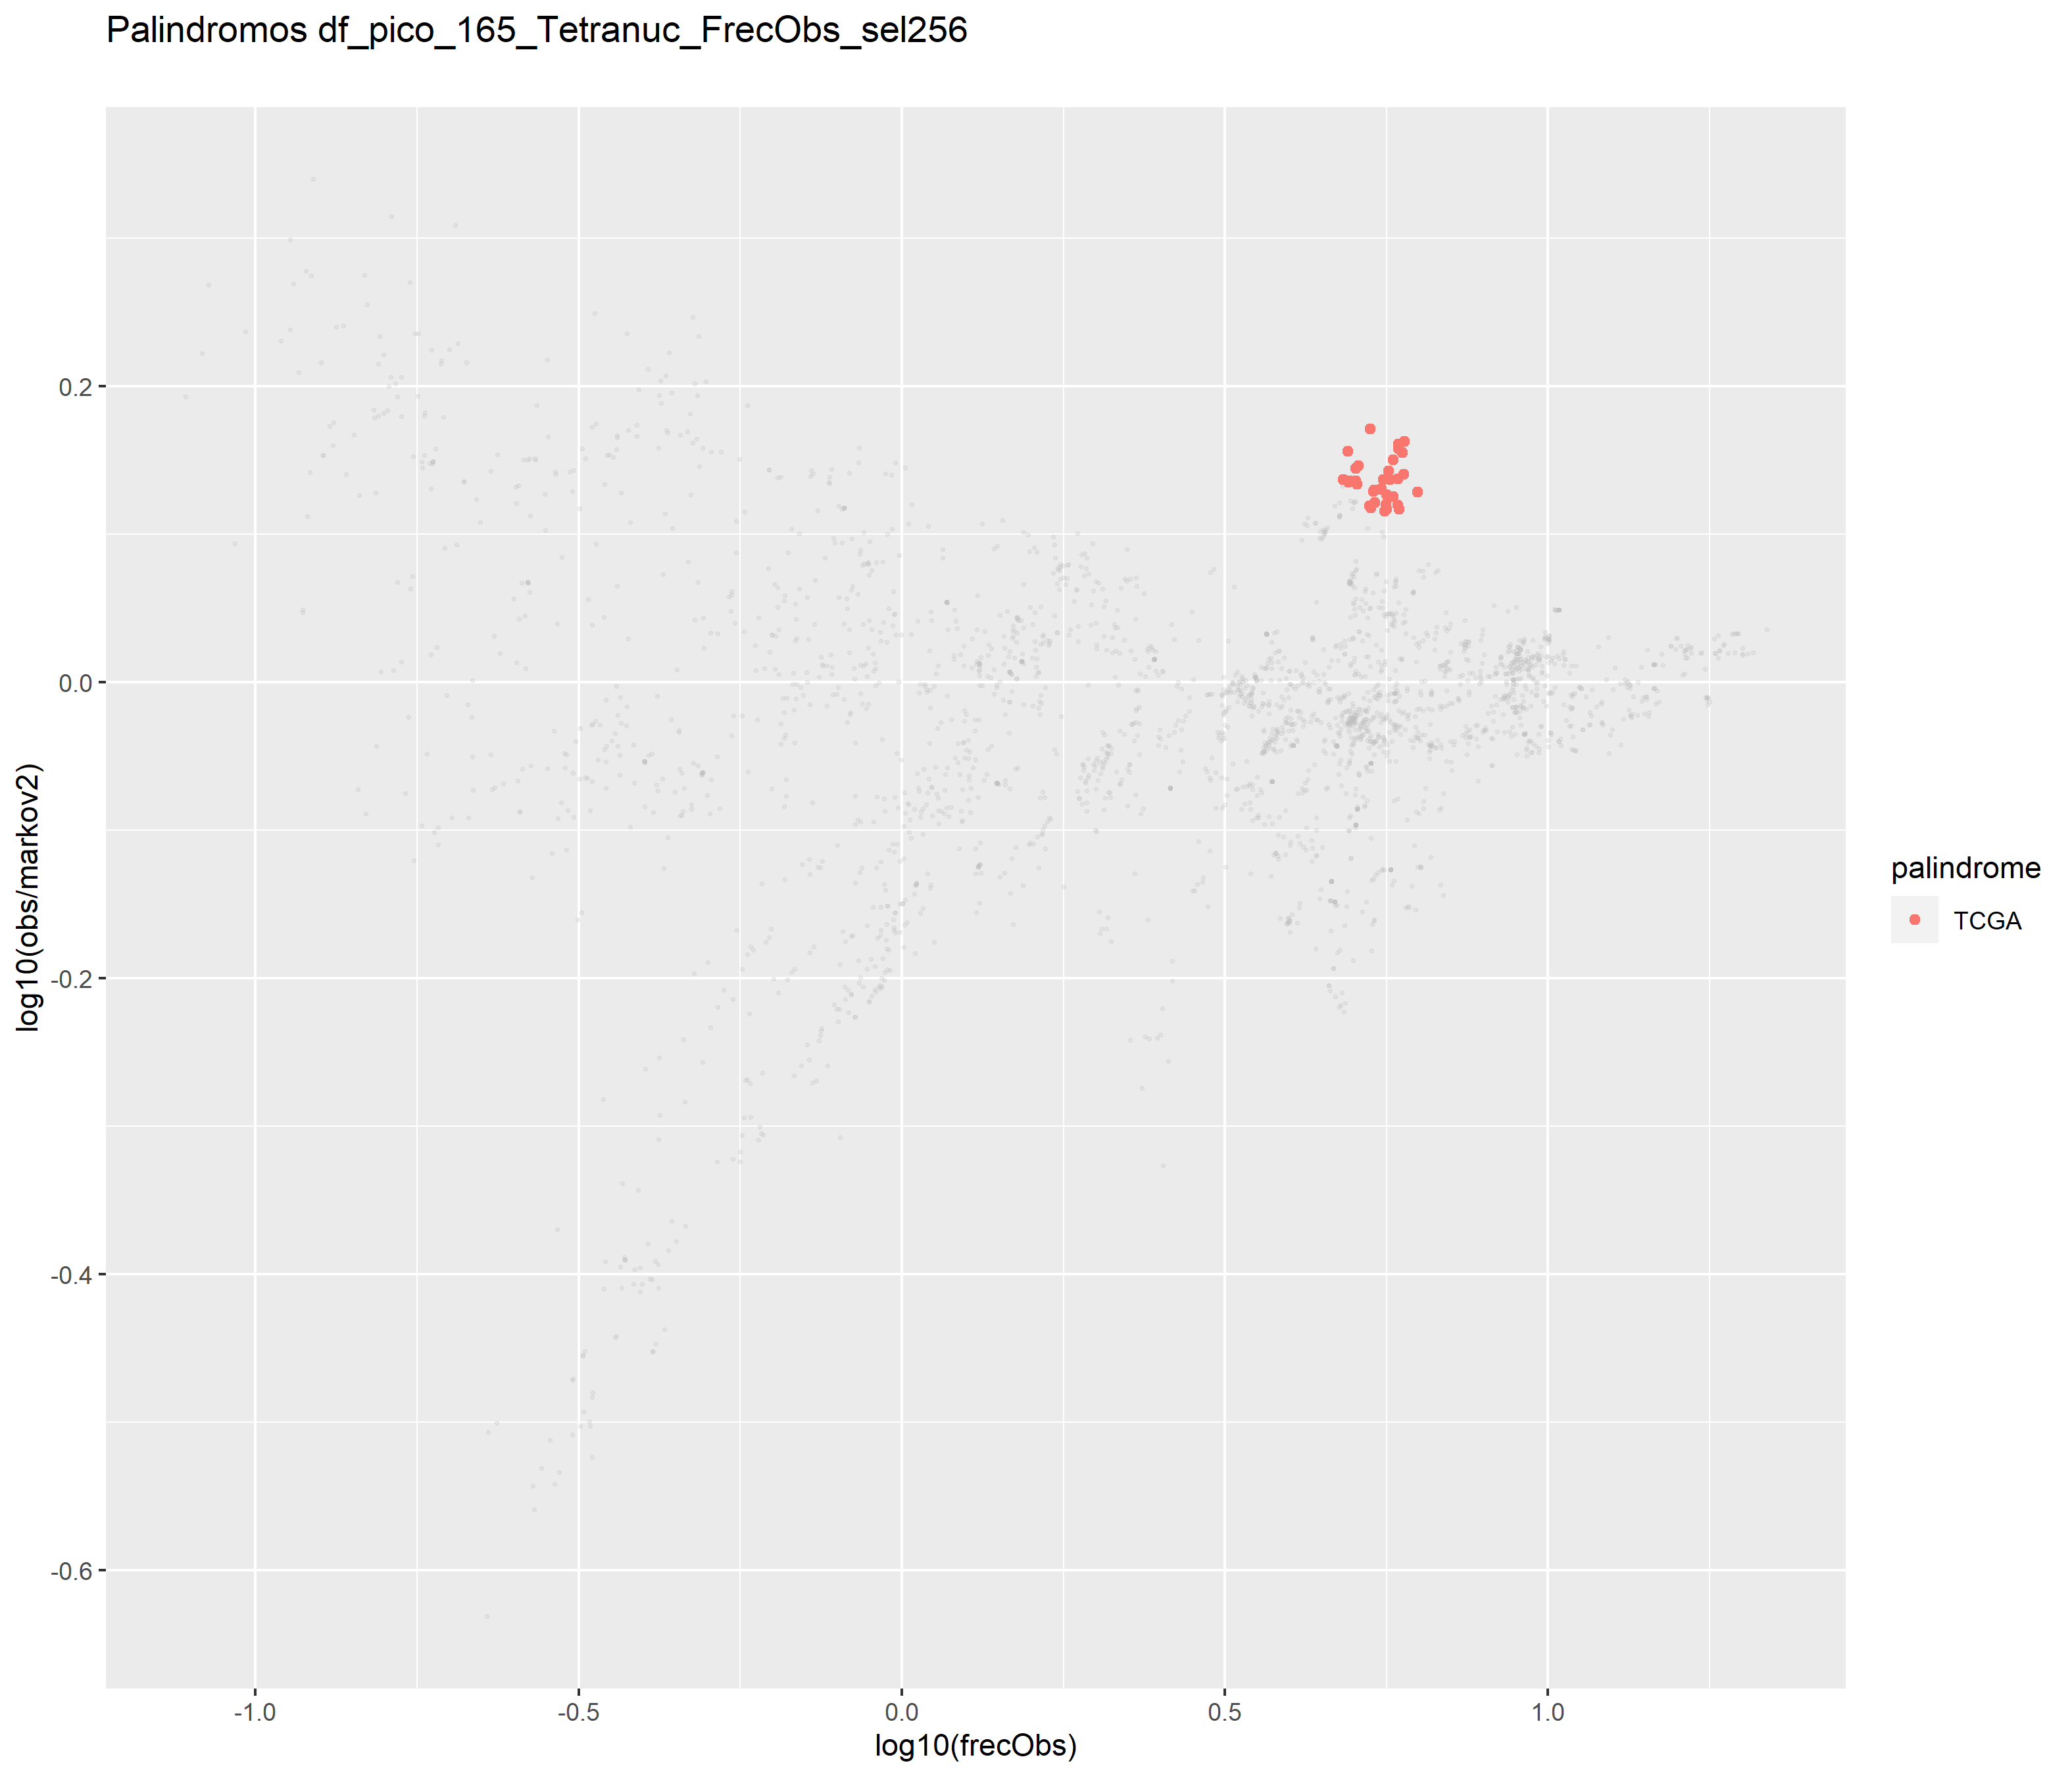 Palindromos df_pico_165_Tetranuc_FrecObs_sel256
log10(obs/markov2)
0.2
0.0
-0.2
-0.4
-0.6
-1.0 -0.5 0.0 0.5 1.0
log10(frecObs)
palindrome
TCGA